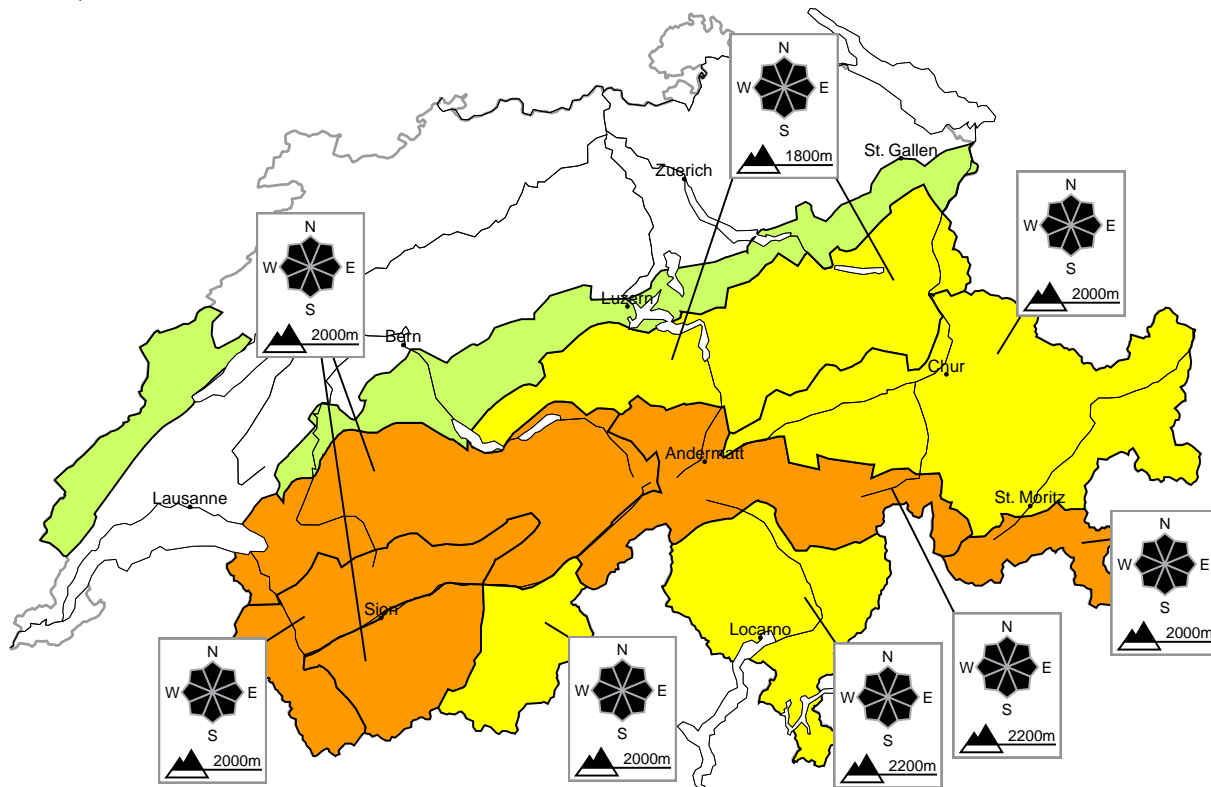 N
W E
S
1800m
St. Gallen
Zuerich
N
W E
S
2000m
N
W E
S
2000m
Luzern
Bern
Chur
Andermatt
Lausanne
St. Moritz
N
W E
S
2000m
Sion
Locarno
N
W E
S
2200m
N
W E
S
2000m
N
W E
S
2000m
N
W E
S
2200m